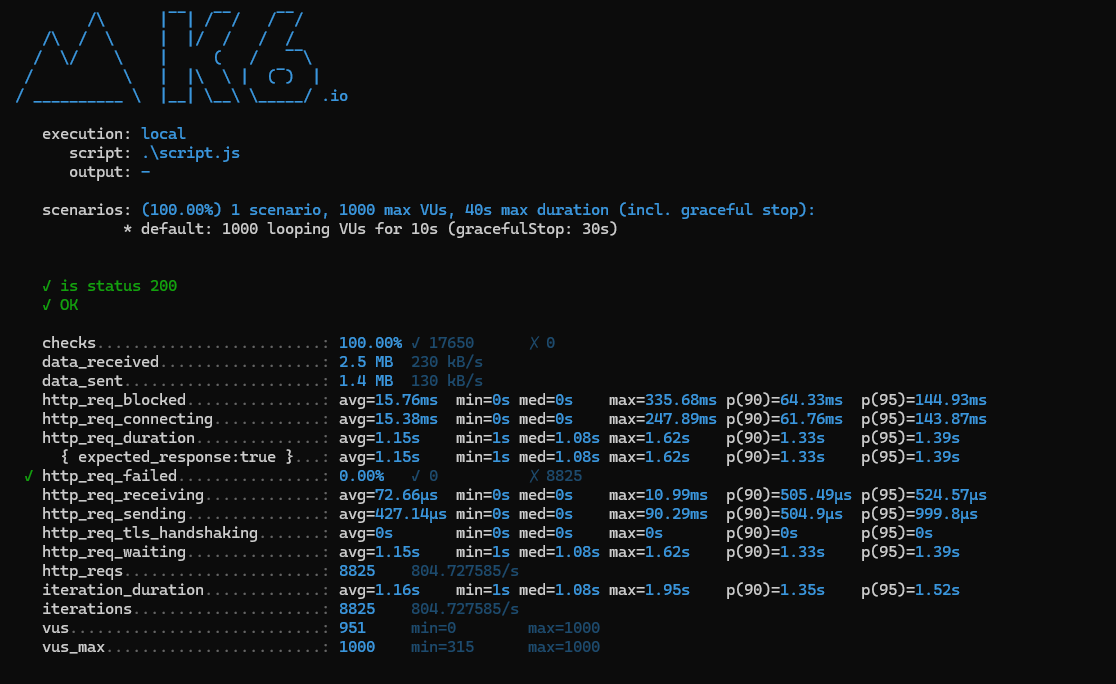 K6 .io
execution: local
script: .\script.js
output: -
scenarios: (100.00%) 1 scenario, 1000 max VUs, 40s max duration (incl. graceful stop):
* default: 1000 looping VUs for 10s (gracefulStop: 30s)
✓ is status 200
✓ OK
checks.........................: 100.00% ✓ 17650 ✗ 0
data_received..................: 2.5 MB 230 kB/s
data_sent......................: 1.4 MB 130 kB/s
http_req_blocked...............: avg=15.76ms min=0s med=0s max=335.68ms p(90)=64.33ms p(95)=144.93ms
http_req_connecting............: avg=15.38ms min=0s med=0s max=247.89ms p(90)=61.76ms p(95)=143.87ms
http_req_duration..............: avg=1.15s min=1s med=1.08s max=1.62s p(90)=1.33s p(95)=1.39s
{ expected_response:true }...: avg=1.15s min=1s med=1.08s max=1.62s p(90)=1.33s p(95)=1.39s
✓ http_req_failed................: 0.00% ✓ 0 ✗ 8825
http_req_receiving.............: avg=72.66µs min=0s med=0s max=10.99ms p(90)=505.49µs p(95)=524.57µs
http_req_sending...............: avg=427.14µs min=0s med=0s max=90.29ms p(90)=504.9µs p(95)=999.8µs
http_req_tls_handshaking.......: avg=0s min=0s med=0s max=0s p(90)=0s p(95)=0s
http_req_waiting...............: avg=1.15s min=1s med=1.08s max=1.62s p(90)=1.33s p(95)=1.39s
http_reqs......................: 8825 804.727585/s
iteration_duration.............: avg=1.16s min=1s med=1.08s max=1.95s p(90)=1.35s p(95)=1.52s
iterations.....................: 8825 804.727585/s
vus............................: 951 min=0 max=1000
vus_max........................: 1000 min=315 max=1000